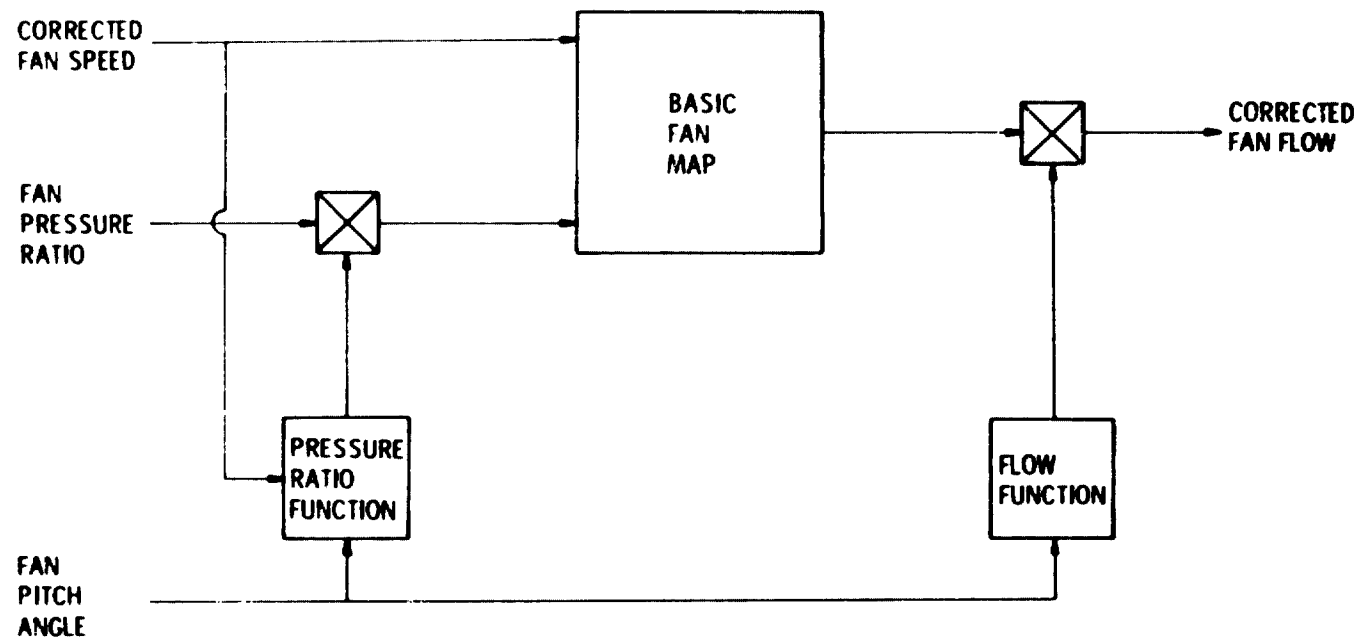 CORRECTED
FAN SPEED
BASIC
FAN
MAP
CORRECTED
FAN FLOW
FAN
PRESSURE
RATIO
PRESSURE
RATIO
FUNCTION
FLOW
FUNCTION
FAN
PITCH
ANGLE